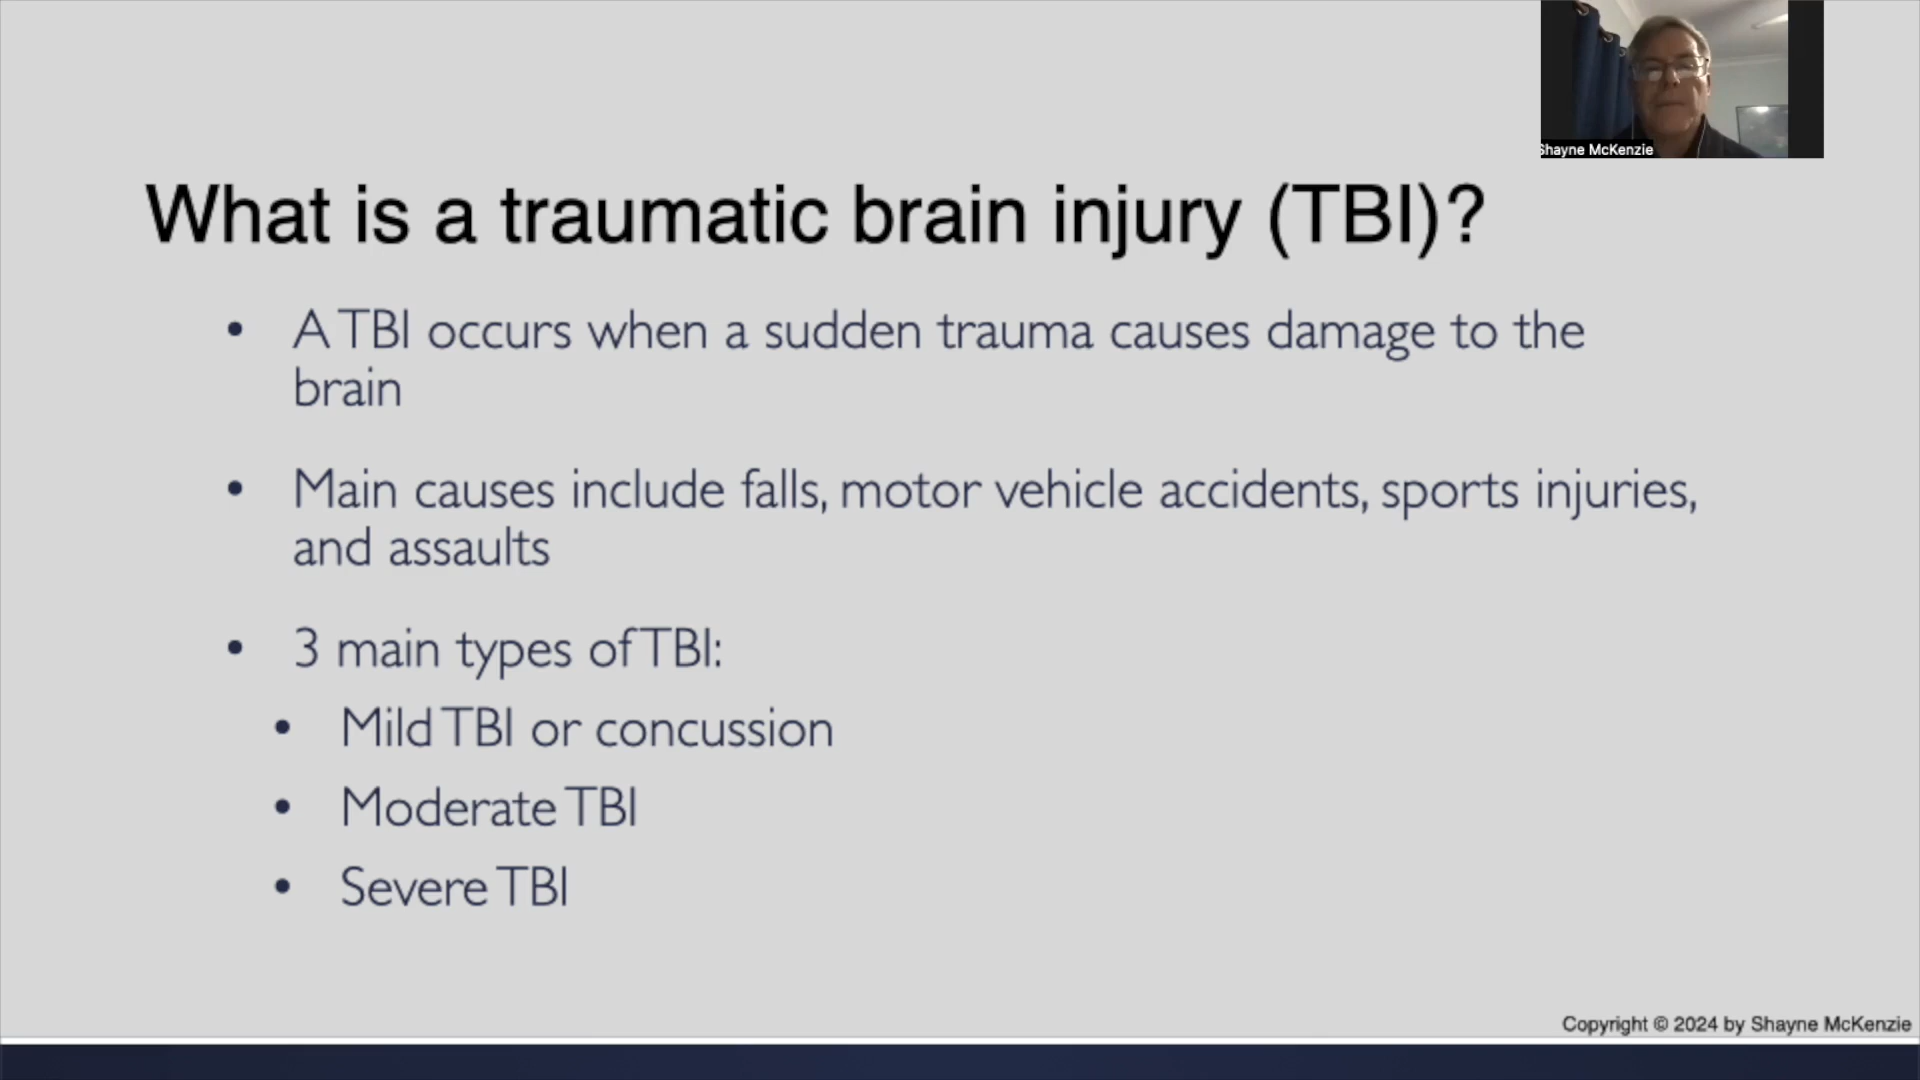 Shayne McKenzie
What is a traumatic brain injury (TBI)?
• A TBI occurs when a sudden trauma causes damage to the
brain
• Main causes include falls, motor vehicle accidents, sports injuries,
and assaults
• 3 main types of TBI:
• Mild TBI or concussion
• Moderate TBI
• Severe TBI
Copyright © 2024 by Shayne McKenzie